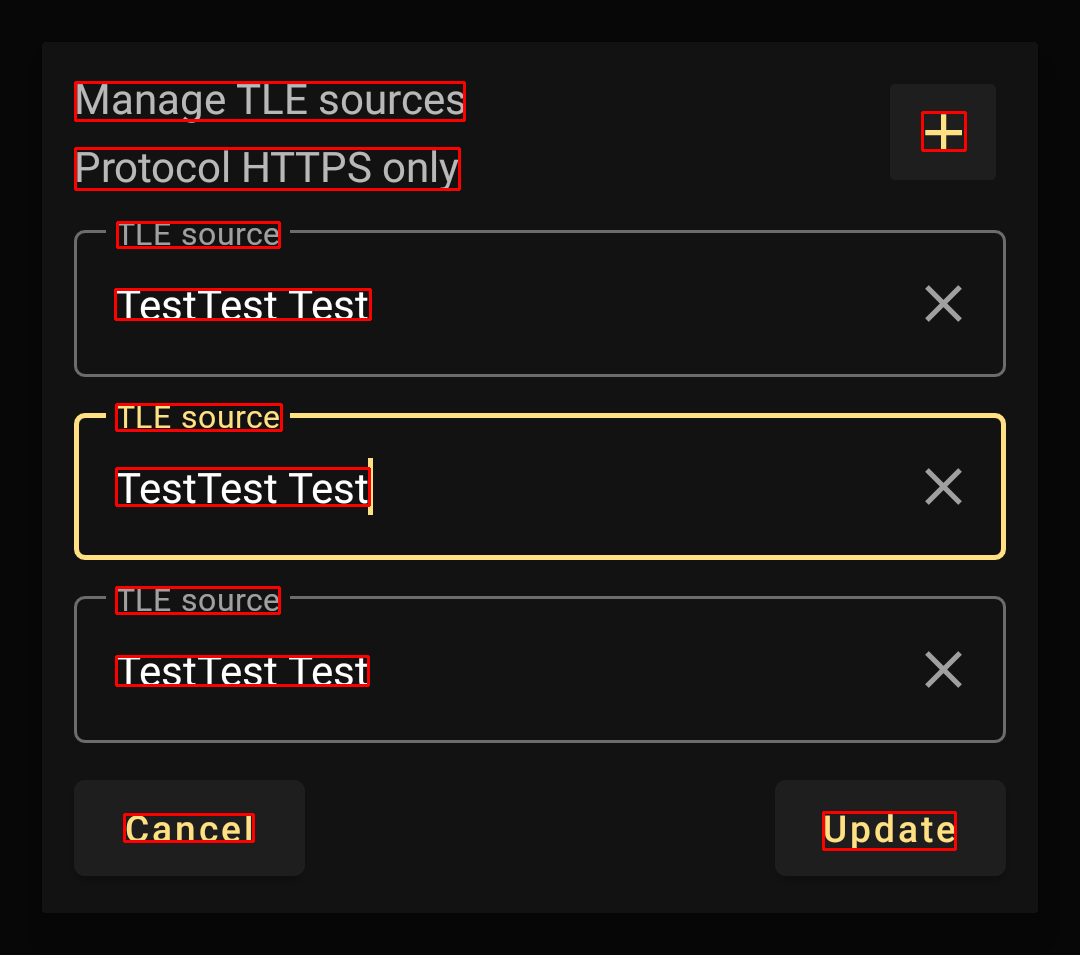 Manage TLE sources
+
Protocol HTTPS only
TLE source
TestTest Test
TLE source
TestTest Test
TLE source
TestTest Test
Cancel
Update